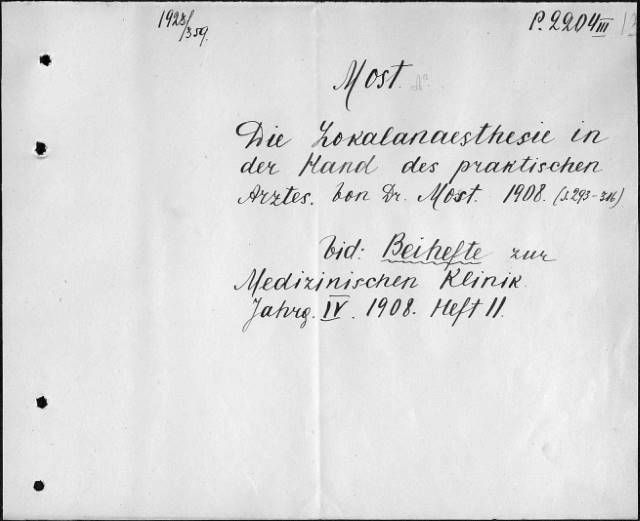 1928/359.
P. 2204 III
Most.
Die Lokalanaesthesie in
der Hand des praktischen
Arztes. von Dr. Most. 1908. (S.293-316)
vid: Beihefte zur
Medizinischen Klinik.
Jahrg. IV. 1908. Heft 11.